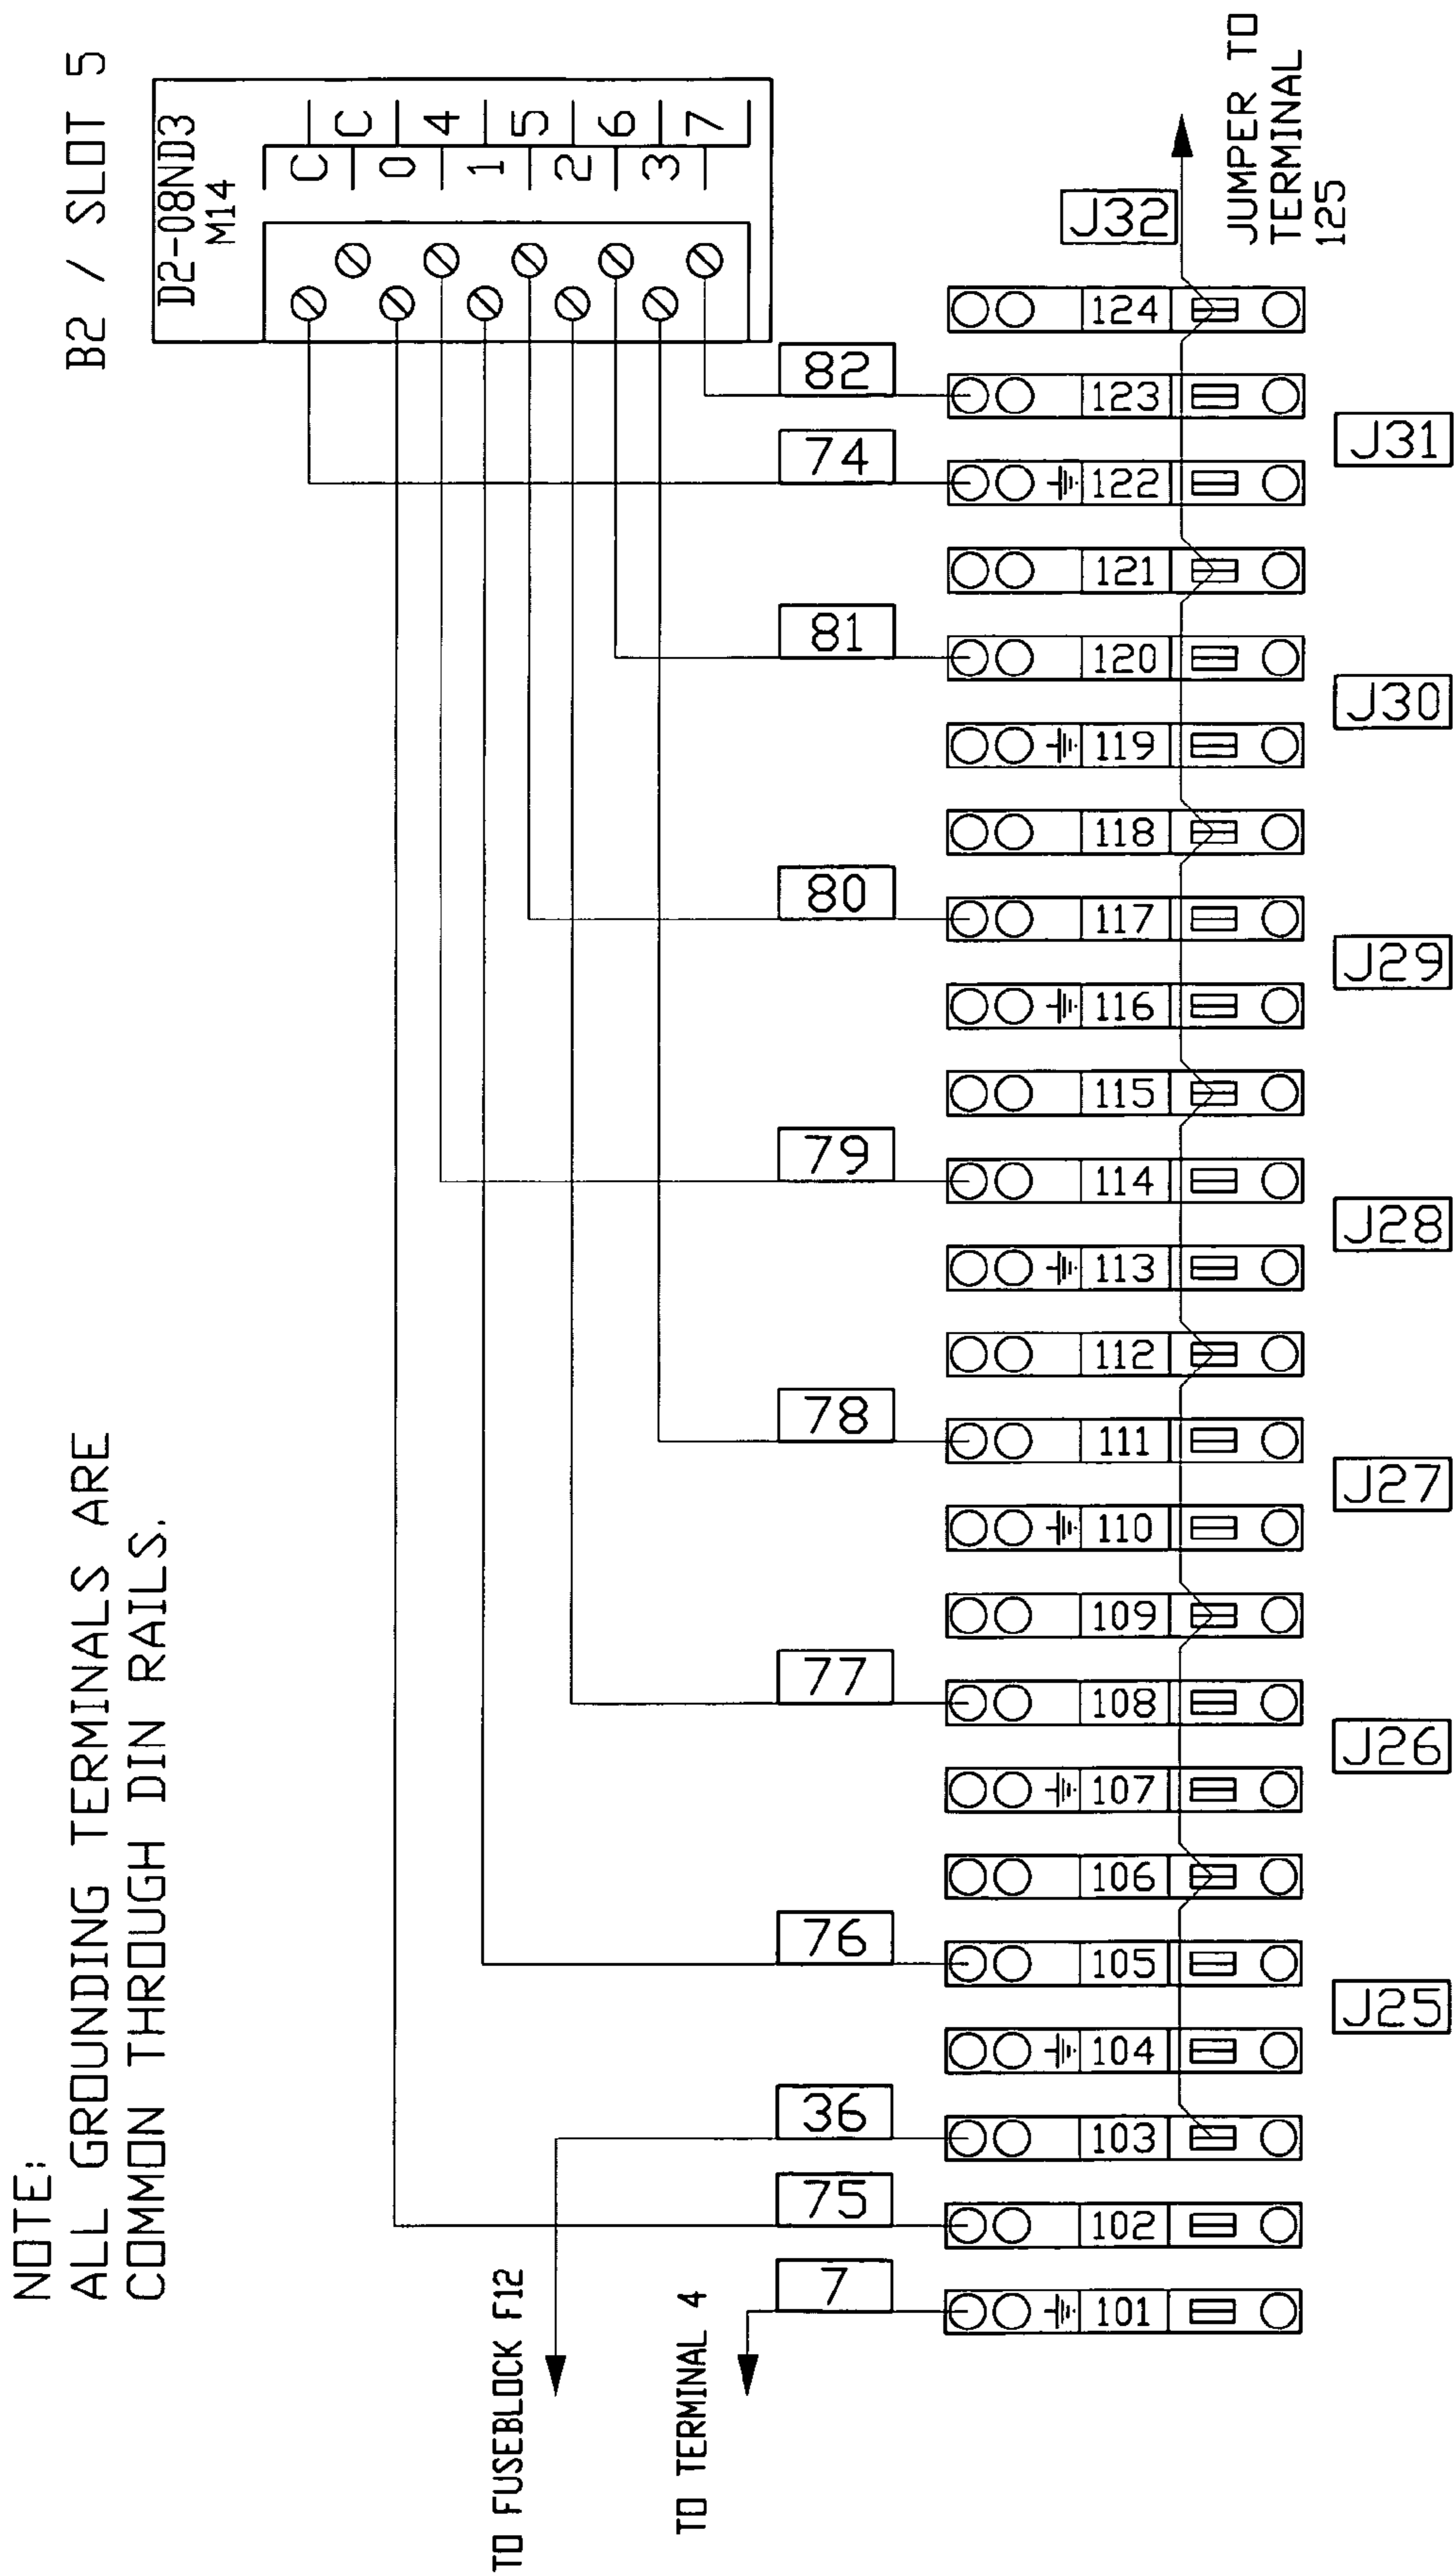 NOTE:
ALL GROUNDING TERMINALS ARE
COMMON THROUGH DIN RAILS.
B2 / SLOT 5
D2-08ND3
M14
C
C
0
4
1
5
2
6
3
7
TO FUSEBLOCK F12
TO TERMINAL 4
7
75
36
76
77
78
79
80
81
74
82
101
102
103
104
105
106
107
108
109
110
111
112
113
114
115
116
117
118
119
120
121
122
123
124
J32
JUMPER TO
TERMINAL
125
J25
J26
J27
J28
J29
J30
J31